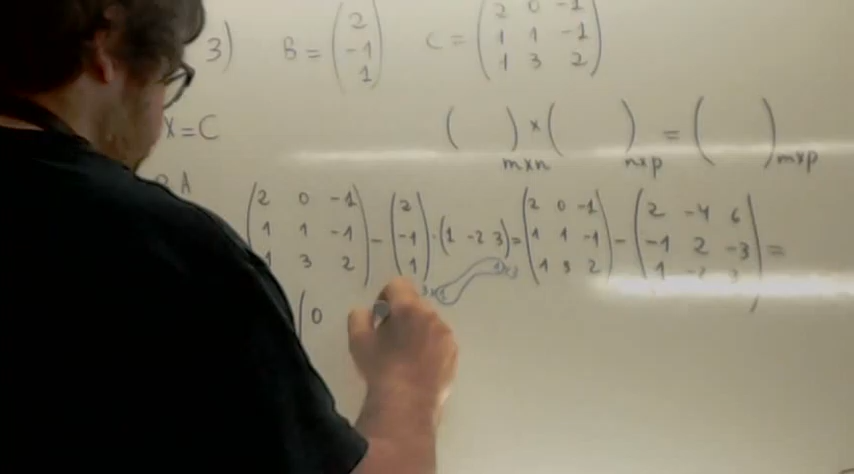 3) B = ( 2 -1 1 ) C = ( 2 0 -1 1 1 -1 1 3 2 )
X = C ( )m×n × ( )n×p = ( )m×p
A
( 2 0 -1 1 1 -1 1 3 2 ) - ( 2 -1 1 ) · ( 1 -2 3 ) = ( 2 0 -1 1 1 -1 1 3 2 ) - ( 2 -4 6 -1 2 -3 1 -2 3 ) =
( 0